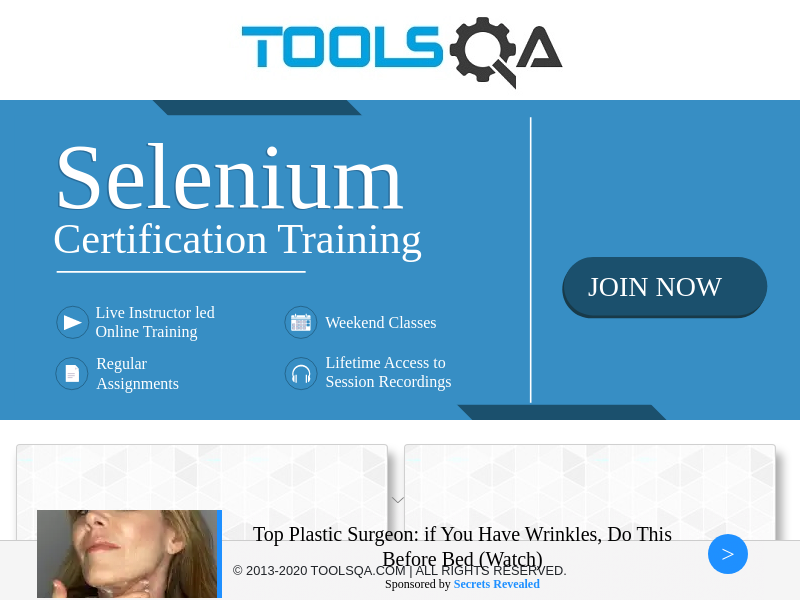 TOOLSQA
Selenium
Certification Training
Live Instructor led
Online Training
Weekend Classes
Regular
Assignments
Lifetime Access to
Session Recordings
JOIN NOW
Top Plastic Surgeon: if You Have Wrinkles, Do This
Before Bed (Watch)
>
© 2013-2020 TOOLSQA.COM | ALL RIGHTS RESERVED.
Sponsored by Secrets Revealed